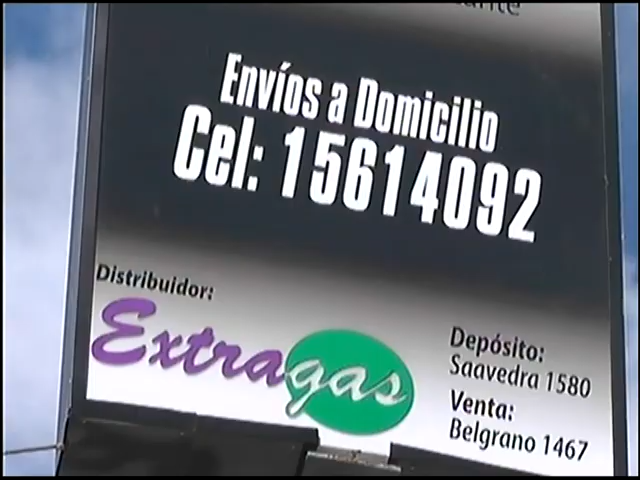 Envíos a Domicilio
Cel: 15614092
Distribuidor:
Extragas
Depósito:
Saavedra 1580
Venta:
Belgrano 1467